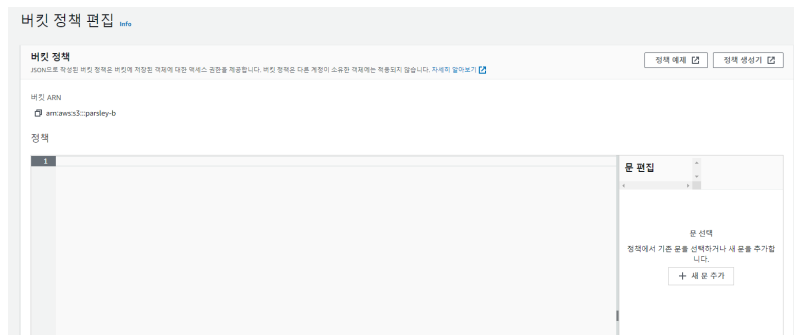 버킷 정책 편집 Info
버킷 정책
JSON으로 작성된 버킷 정책은 버킷에 저장된 객체에 대한 액세스 권한을 제공합니다. 버킷 정책은 다른 계정이 소유한 객체에는 적용되지 않습니다. 자세히 알아보기
정책 예제
정책 생성기
버킷 ARN
arn:aws:s3:::parsley-b
정책
1
문 편집
문 선택
정책에서 기존 문을 선택하거나 새 문을 추가합
니다.
+ 새 문 추가